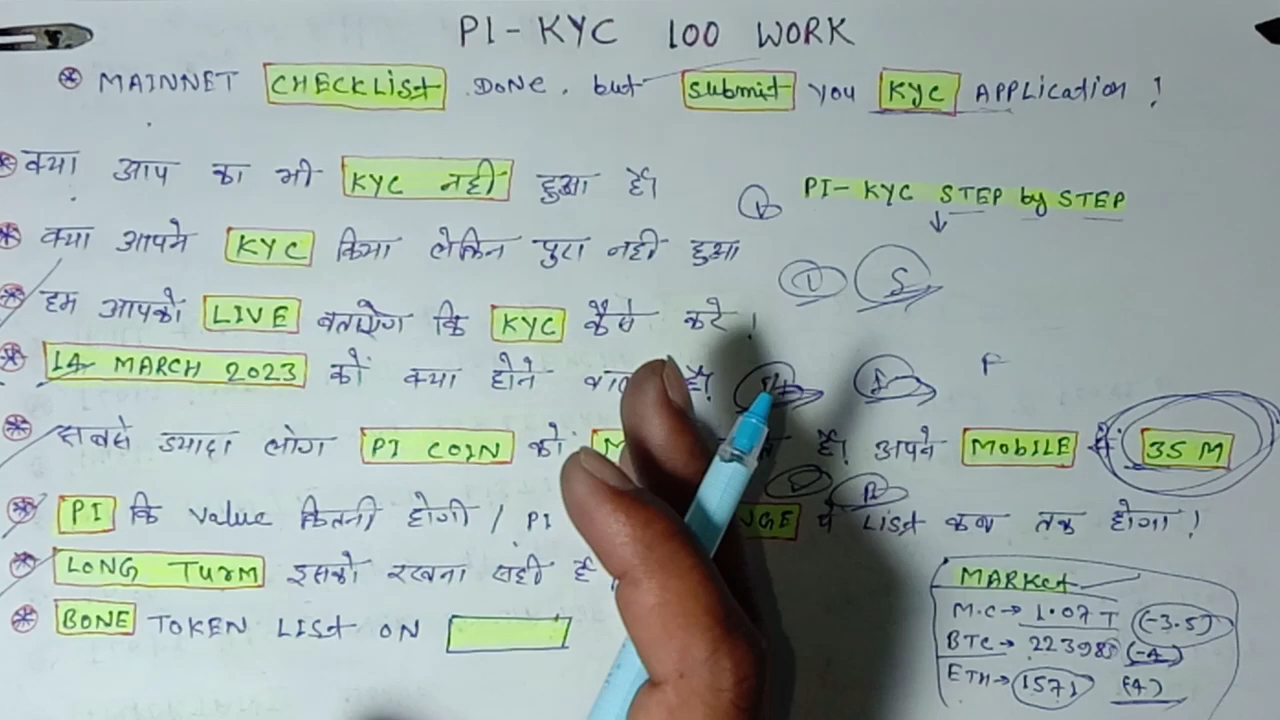 PI-KYC 100 WORK
MAINNET CHECKLISt DONe, but submit you KyC APPLicatioN !
क्या आप का भी KYC नही हुआ है।
PI-KYC STEP by STEP
क्या आपने KYC किया लेकिन पुरा नही हुआ
हम आपको LIVE बतायेंगे कि KYC कैसे करे !
14 MARCH 2023 को क्या होने है।
सबसे ज्यादा लोग PI COIN को है। अपने MOBILE से 35 M
PI कि value कितनी होगी / PI पे List कब तक होगा !
LONG TURM इसको रखना सही है
BONE TOKEN LISt ON
MARKet
M.C→ 1.07 T (-3.5)
BTC→ (-4)
ETH→ 1571 (4)